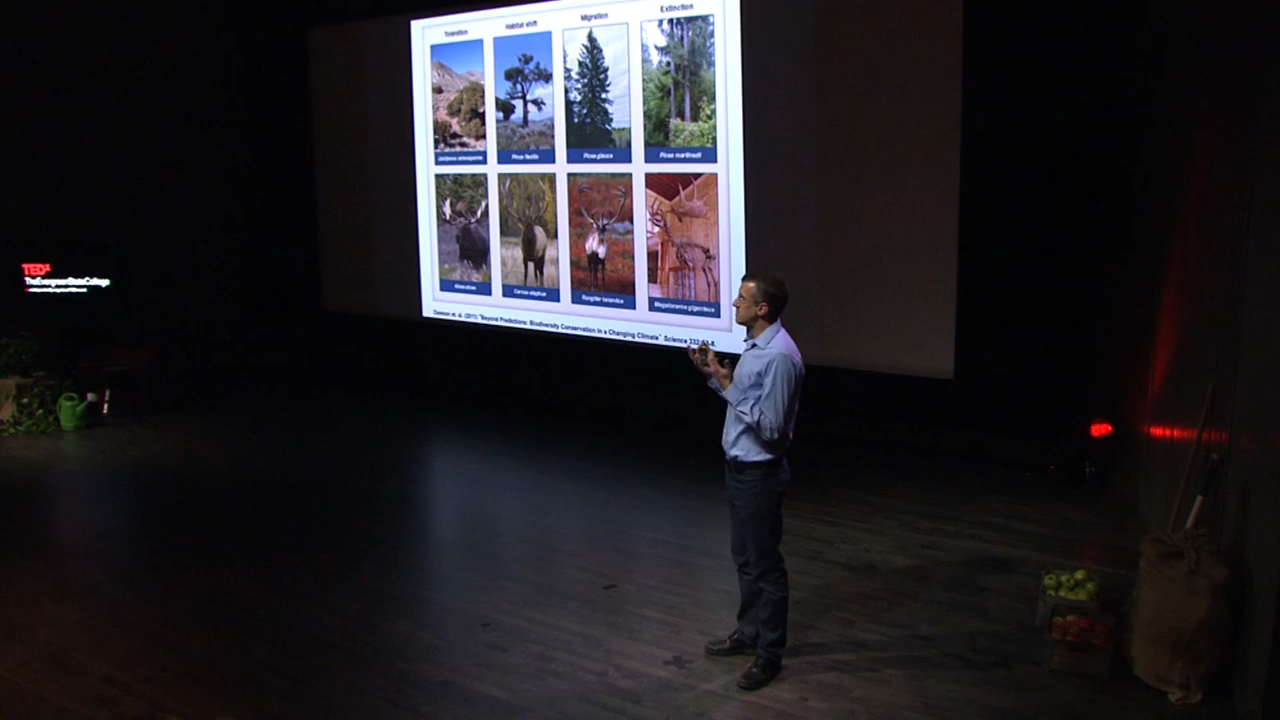 Toleration
Habitat shift
Migration
Extinction
Juniperus osteosperma
Pinus flexilis
Picea glauca
Picea martinezii
Alces alces
Cervus elaphus
Rangifer tarandus
Megaloceros giganteus
Dawson et. al. (2011) "Beyond Predictions: Biodiversity Conservation in a Changing Climate" Science 332:53-8.
TEDx
TheEvergreenStateCollege